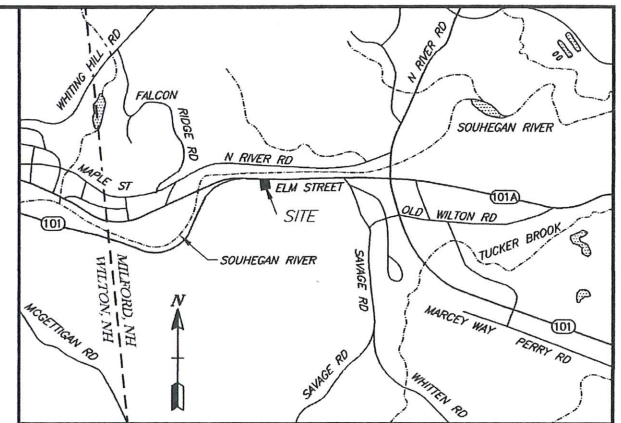 WHITING HILL RD
FALCON
RIDGE RD
N RIVER RD
SOUHEGAN RIVER
MAPLE ST
N RIVER RD
ELM STREET
101A
SITE
OLD WILTON RD
101
TUCKER BROOK
SOUHEGAN RIVER
MILFORD, NH
WILTON, NH
SAVAGE RD
N
MCGETTIGAN RD
MARCEY WAY
101
PERRY RD
SAVAGE RD
WHITTEN RD